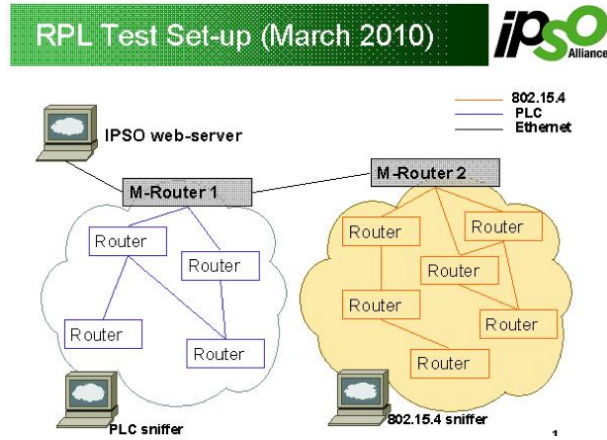 RPL Test Set-up (March 2010)
ipso
Alliance
802.15.4
PLC
Ethernet
IPSO web-server
M-Router 1
M-Router 2
Router
Router
Router
Router
Router
Router
Router
Router
Router
Router
PLC sniffer
802.15.4 sniffer
1